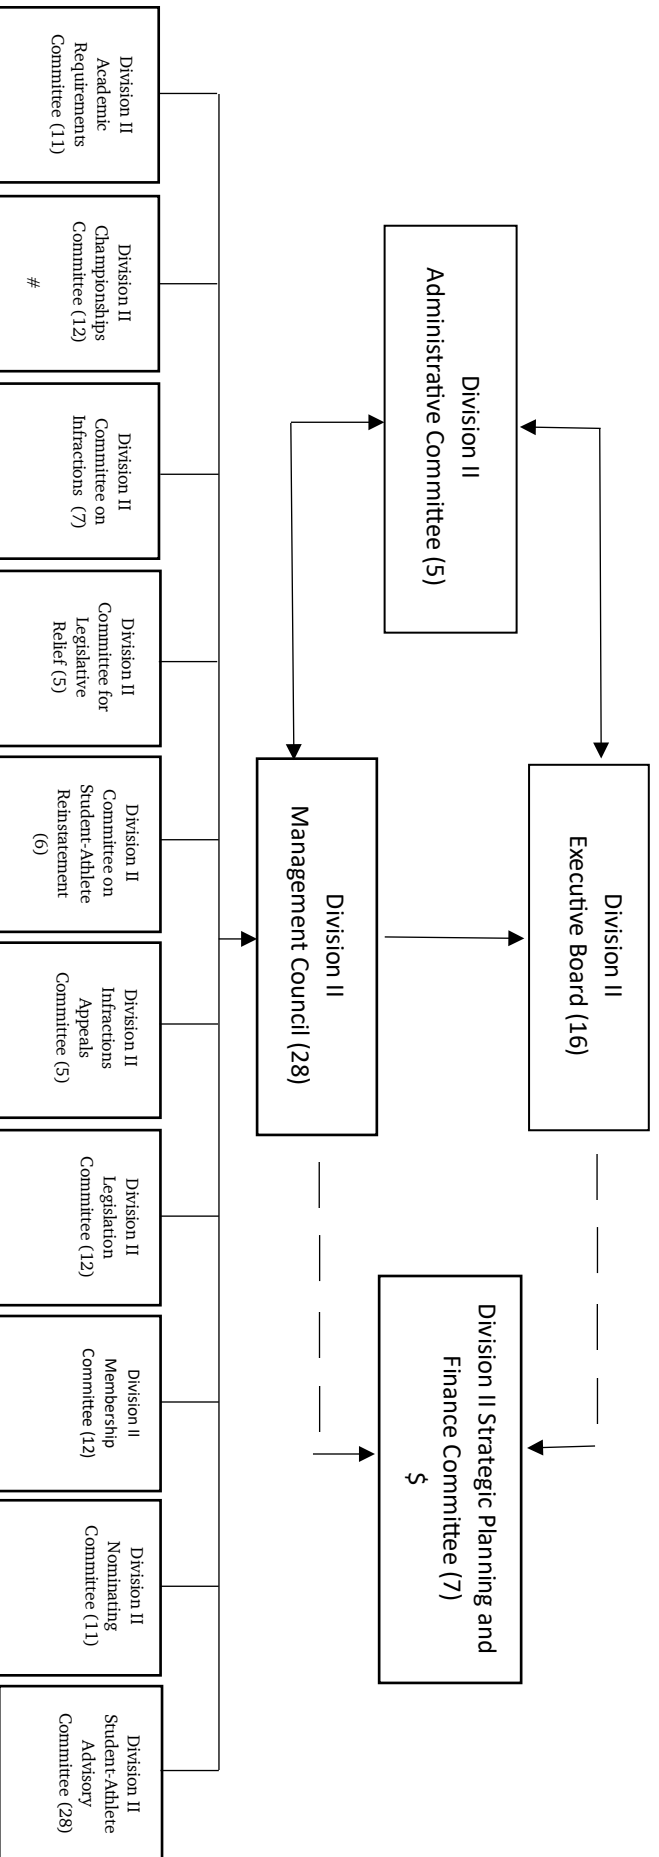 Division II
Executive Board (16)
Division II
Administrative Committee (5)
Division II Strategic Planning and
Finance Committee (7)
$
Division II
Management Council (28)
Division II
Academic
Requirements
Committee (11)
Division II
Championships
Committee (12)
#
Division II
Committee on
Infractions (7)
Division II
Committee for
Legislative
Relief (5)
Division II
Committee on
Student-Athlete
Reinstatement
(6)
Division II
Infractions
Appeals
Committee (5)
Division II
Legislation
Committee (12)
Division II
Membership
Committee (12)
Division II
Nominating
Committee (11)
Division II
Student-Athlete
Advisory
Committee (28)